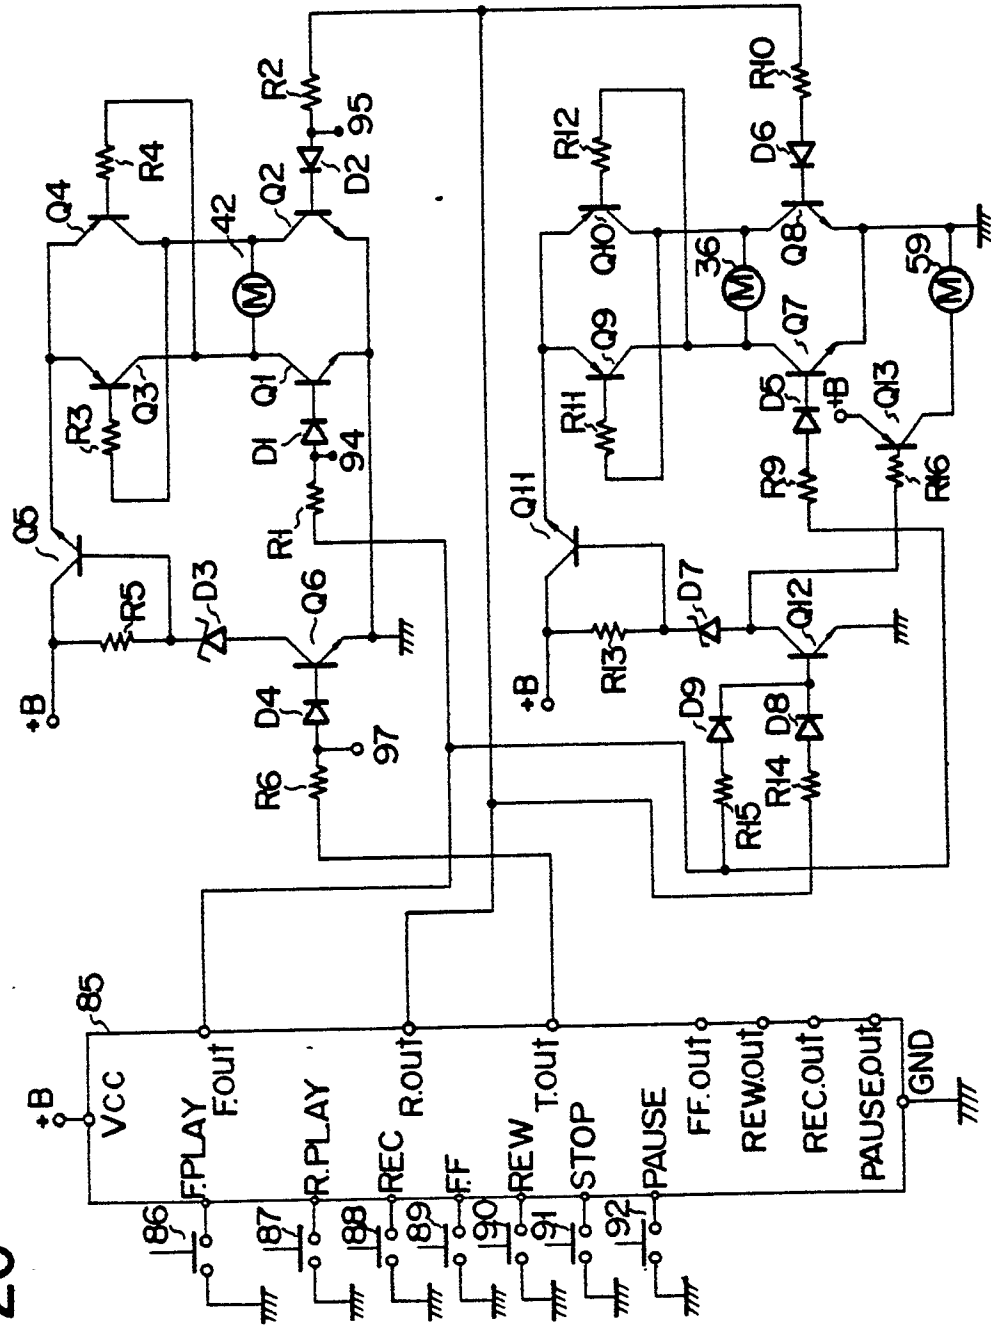 20
+B
85
VCC
F.PLAY
R.PLAY
REC
F.F
REW
STOP
PAUSE
86
87
88
89
90
91
92
F.out
R.out
T.out
FF.out
REW.out
REC.out
PAUSE.out
GND
+B
Q5
R5
D3
Q6
D4
97
R6
R3
Q3
Q4
R4
42
M
Q1
D1
94
R1
Q2
D2
95
R2
+B
Q11
R13
D7
Q12
D9
D8
R15
R14
R11
Q9
Q10
R12
36
M
Q7
D5
R9
Q8
D6
R10
+B
Q13
R16
59
M